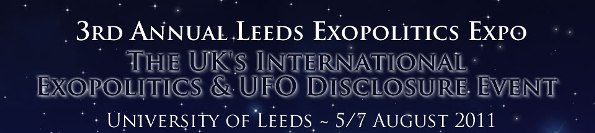 3rd Annual Leeds Exopolitics Expo
The UK's International
Exopolitics & UFO Disclosure Event
University of Leeds ~ 5/7 August 2011